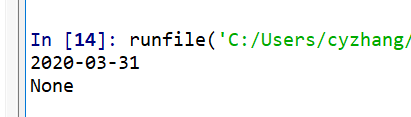 In [14]: runfile('C:/Users/cyzhang/
2020-03-31
None